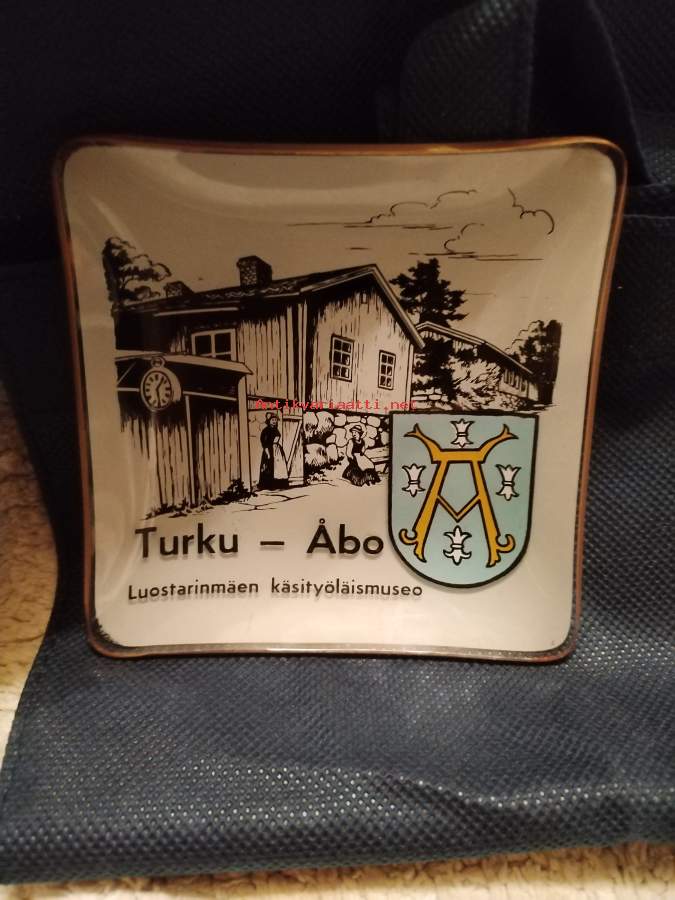 Antikvariaatti.net
Turku – Åbo
Luostarinmäen käsityöläismuseo